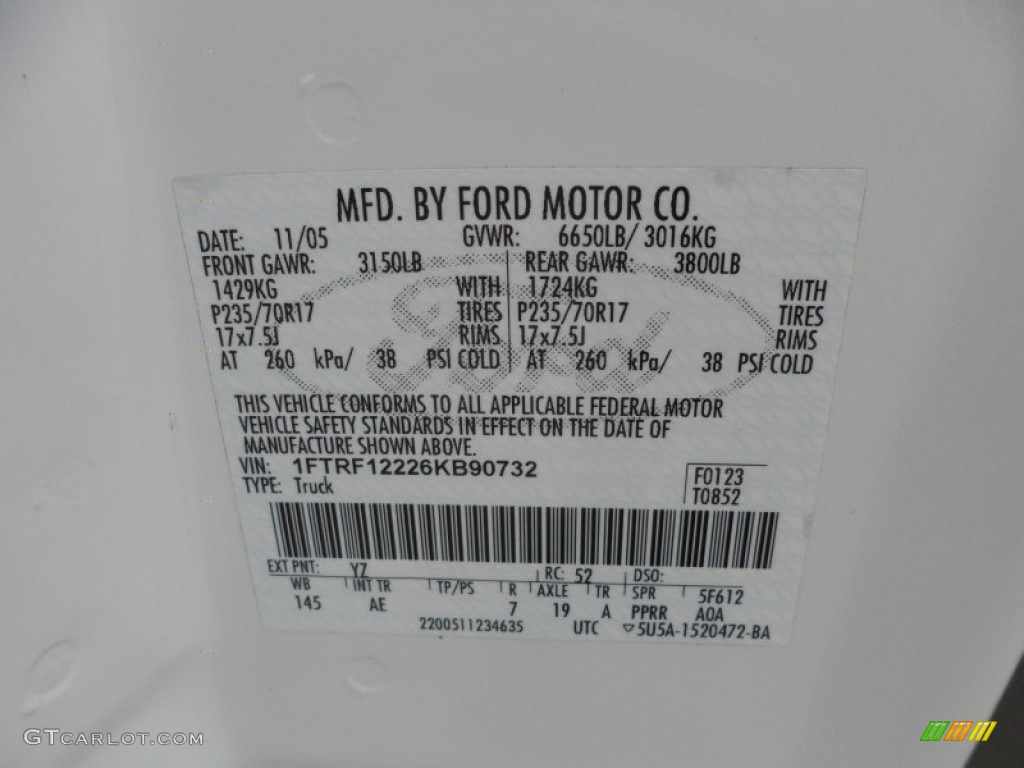 MFD. BY FORD MOTOR CO.
DATE: 11/05 GVWR: 6650LB/ 3016KG
FRONT GAWR: 3150LB REAR GAWR: 3800LB
1429KG WITH 1724KG WITH
P235/70R17 TIRES P235/70R17 TIRES
17x7.5J RIMS 17x7.5J RIMS
AT 260 kPa/ 38 PSI COLD AT 260 kPa/ 38 PSI COLD
Ford
THIS VEHICLE CONFORMS TO ALL APPLICABLE FEDERAL MOTOR
VEHICLE SAFETY STANDARDS IN EFFECT ON THE DATE OF
MANUFACTURE SHOWN ABOVE.
VIN: 1FTRF12226KB90732 F0123
TYPE: Truck T0852
EXT PNT: YZ RC: 52 DSO:
WB INT TR TP/PS R AXLE TR SPR 5F612
145 AE 7 19 A PPRR A0A
2200511234635 UTC ▽5U5A-1520472-BA
GTCARLOT.COM